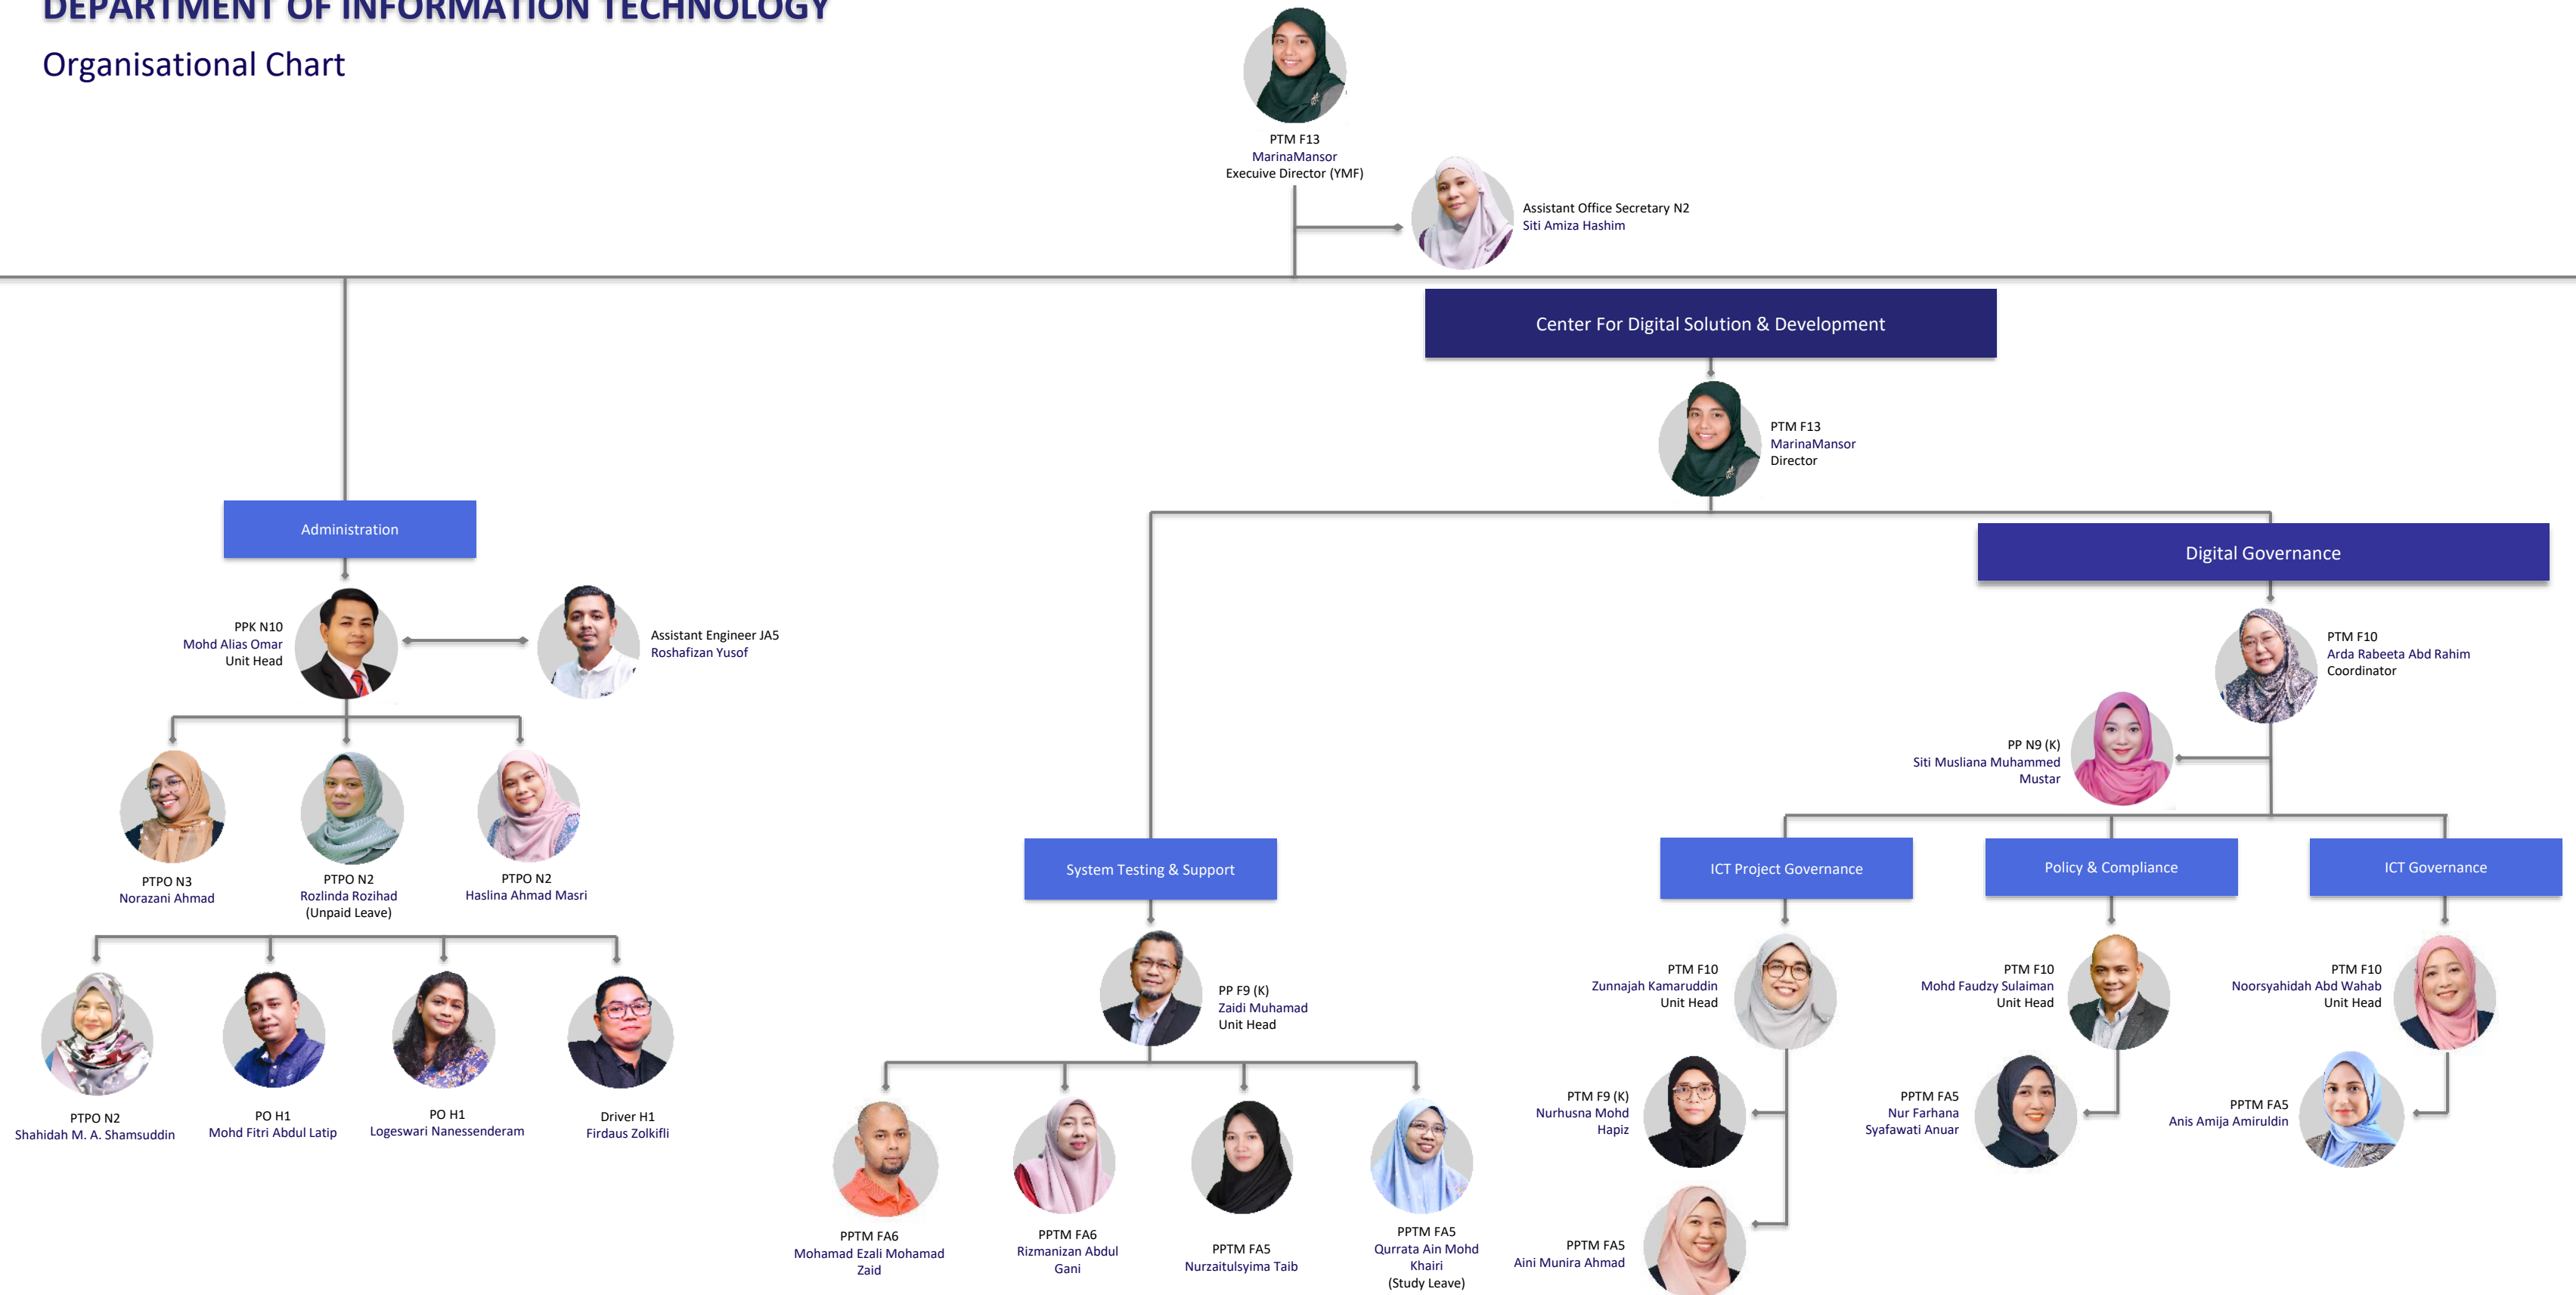 DEPARTMENT OF INFORMATION TECHNOLOGY
Organisational Chart
PTM F13
MarinaMansor
Execuive Director (YMF)
Assistant Office Secretary N2
Siti Amiza Hashim
Center For Digital Solution & Development
PTM F13
MarinaMansor
Director
Administration
PPK N10
Mohd Alias Omar
Unit Head
Assistant Engineer JA5
Roshafizan Yusof
PTPO N3
Norazani Ahmad
PTPO N2
Rozlinda Rozihad
(Unpaid Leave)
PTPO N2
Haslina Ahmad Masri
PTPO N2
Shahidah M. A. Shamsuddin
PO H1
Mohd Fitri Abdul Latip
PO H1
Logeswari Nanessenderam
Driver H1
Firdaus Zolkifli
System Testing & Support
PP F9 (K)
Zaidi Muhamad
Unit Head
PPTM FA6
Mohamad Ezali Mohamad
Zaid
PPTM FA6
Rizmanizan Abdul
Gani
PPTM FA5
Nurzaitulsyima Taib
PPTM FA5
Qurrata Ain Mohd
Khairi
(Study Leave)
Digital Governance
PTM F10
Arda Rabeeta Abd Rahim
Coordinator
PP N9 (K)
Siti Musliana Muhammed
Mustar
ICT Project Governance
PTM F10
Zunnajah Kamaruddin
Unit Head
PTM F9 (K)
Nurhusna Mohd
Hapiz
PPTM FA5
Aini Munira Ahmad
Policy & Compliance
PTM F10
Mohd Faudzy Sulaiman
Unit Head
PPTM FA5
Nur Farhana
Syafawati Anuar
ICT Governance
PTM F10
Noorsyahidah Abd Wahab
Unit Head
PPTM FA5
Anis Amija Amiruldin